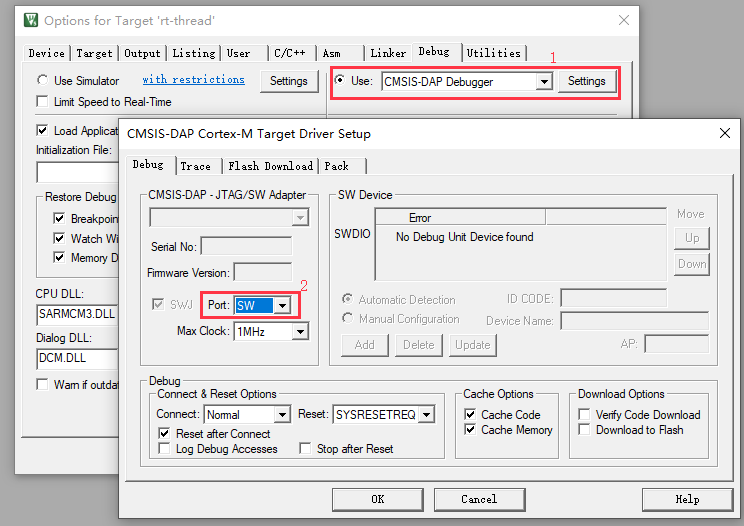 Options for Target 'rt-thread'
Device Target Output Listing User C/C++ Asm Linker Debug Utilities
1
Use Simulator with restrictions Settings Use: CMSIS-DAP Debugger Settings
Limit Speed to Real-Time
Load Applicat
Initialization File:
Restore Debug
Breakpoin
Watch Wi
Memory D
CPU DLL:
SARMCM3.DLL
Dialog DLL:
DCM.DLL
Warn if outda
CMSIS-DAP Cortex-M Target Driver Setup
Debug Trace Flash Download Pack
CMSIS-DAP - JTAG/SW Adapter
Serial No:
Firmware Version:
2
SWJ Port: SW
Max Clock: 1MHz
SW Device
Error
SWDIO No Debug Unit Device found
Move
Up
Down
Automatic Detection ID CODE:
Manual Configuration Device Name:
Add Delete Update AP:
Debug
Connect & Reset Options
Connect: Normal Reset: SYSRESETREQ
Reset after Connect
Log Debug Accesses Stop after Reset
Cache Options
Cache Code
Cache Memory
Download Options
Verify Code Download
Download to Flash
OK Cancel Help